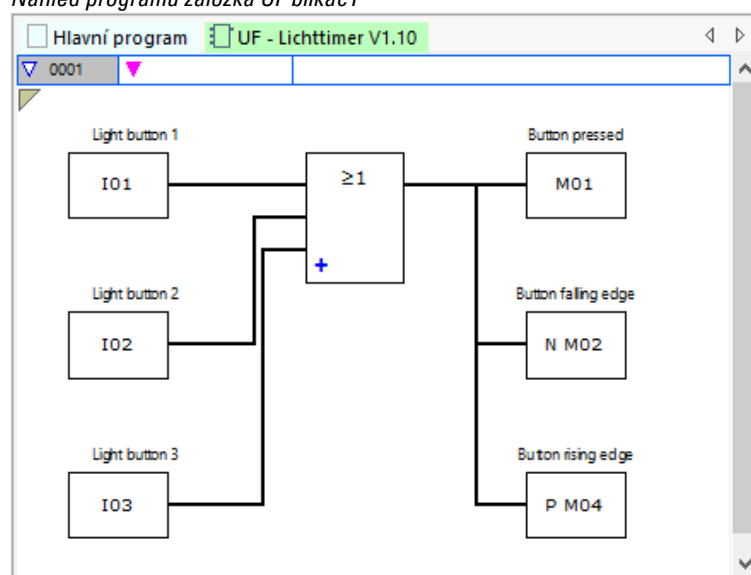 Náhled programu záložka UF blikač1
Hlavní program UF - Lichttimer V1.10
0001
Light button 1 Button pressed
I01 ≥1 M01
+
Light button 2 Button falling edge
I02 N M02
Light button 3 Button rising edge
I03 P M04